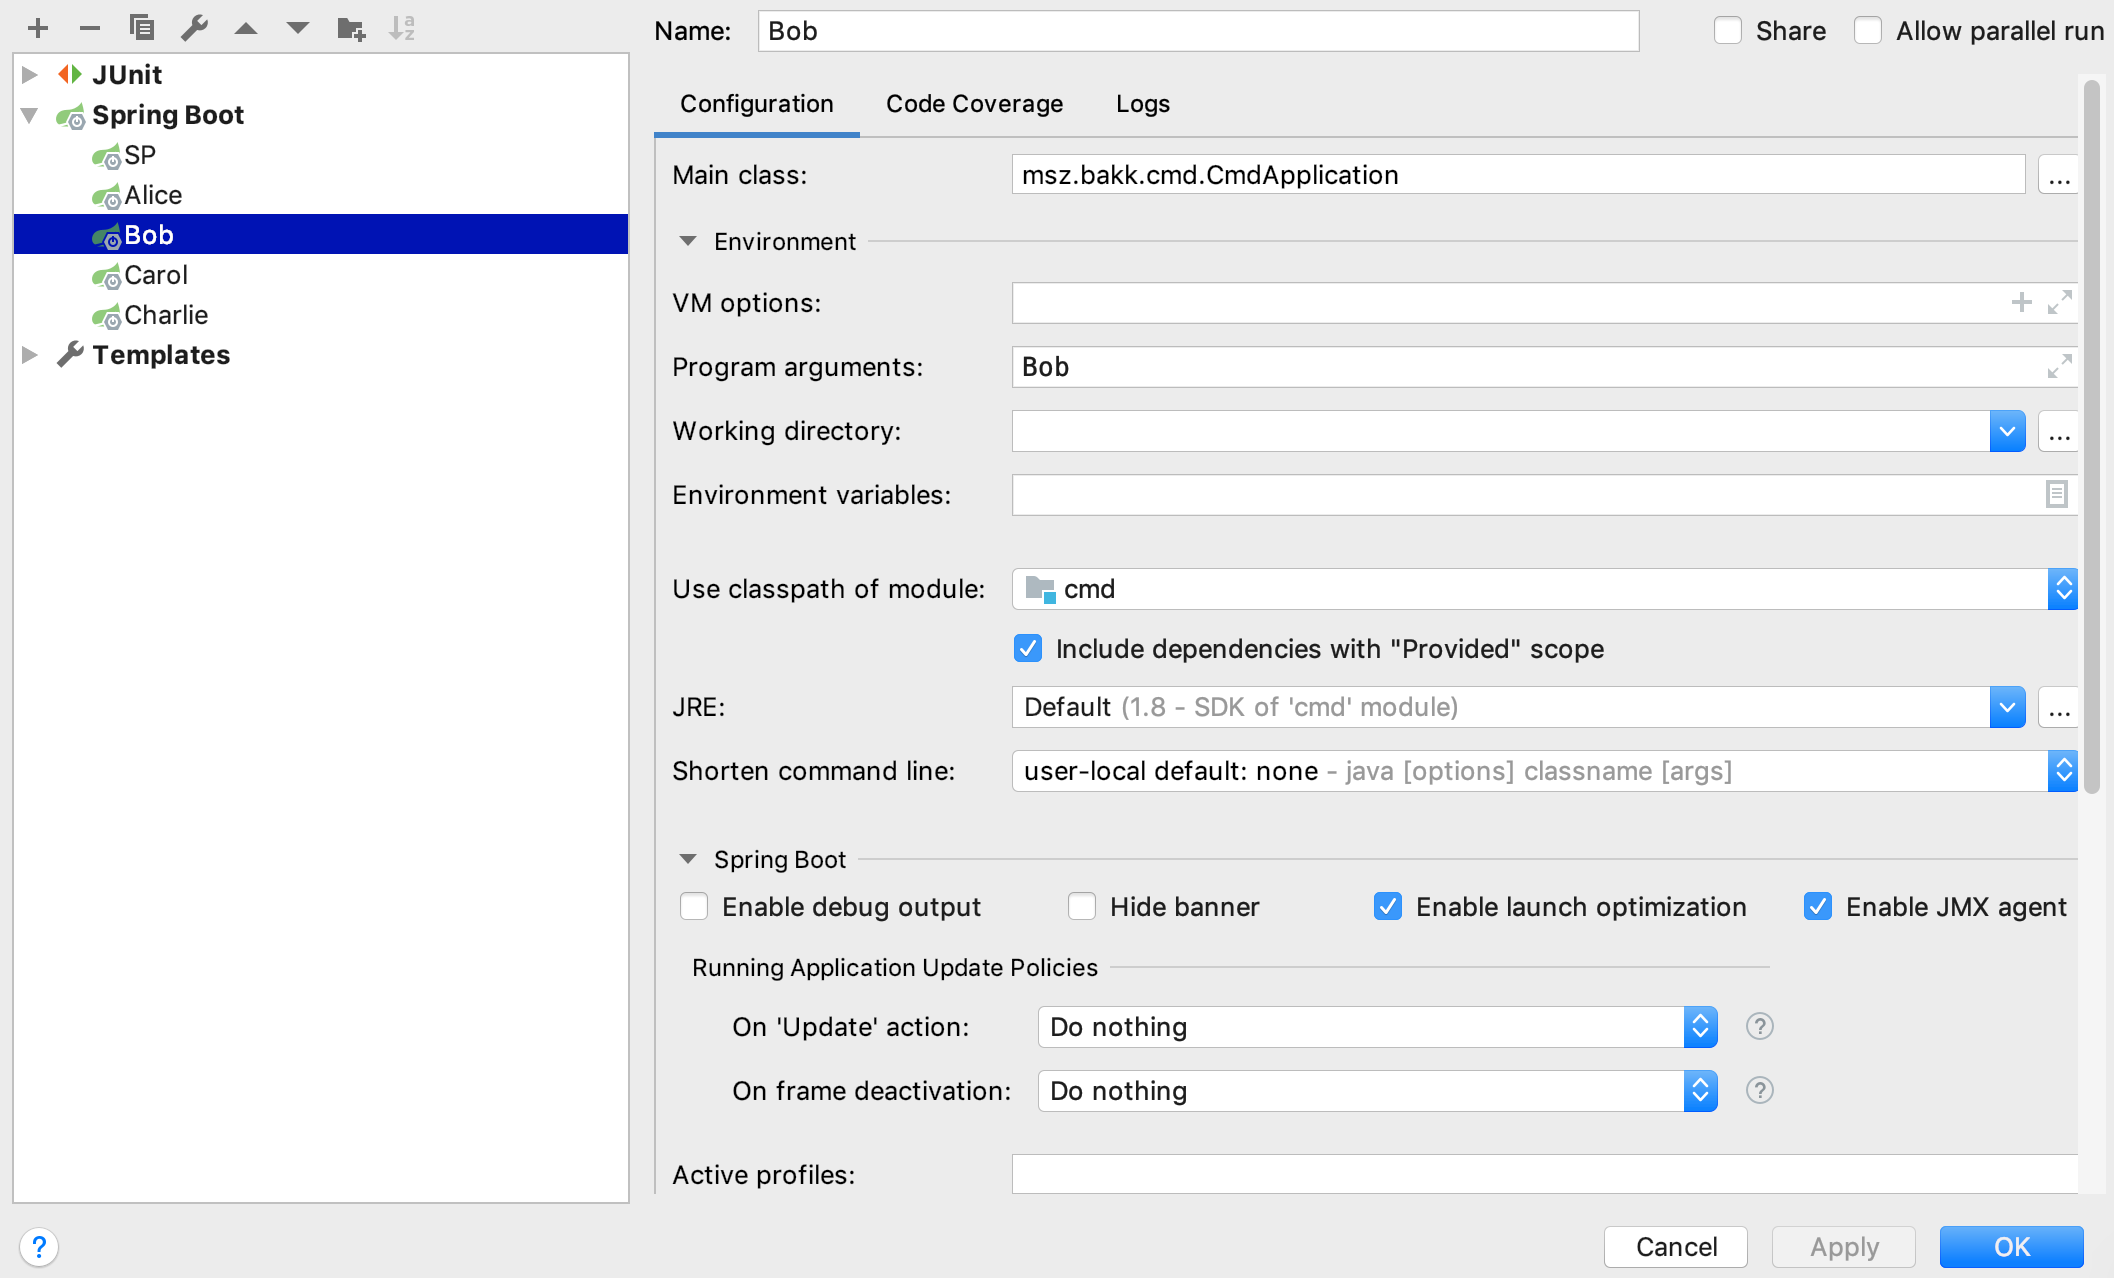 Name: Bob Share Allow parallel run
JUnit
Spring Boot
SP
Alice
Bob
Carol
Charlie
Templates
Configuration Code Coverage Logs
Main class: msz.bakk.cmd.CmdApplication ...
Environment
VM options:
Program arguments: Bob
Working directory: ...
Environment variables:
Use classpath of module: cmd
Include dependencies with "Provided" scope
JRE: Default (1.8 - SDK of 'cmd' module) ...
Shorten command line: user-local default: none - java [options] classname [args]
Spring Boot
Enable debug output Hide banner Enable launch optimization Enable JMX agent
Running Application Update Policies
On 'Update' action: Do nothing ?
On frame deactivation: Do nothing ?
Active profiles:
? Cancel Apply OK